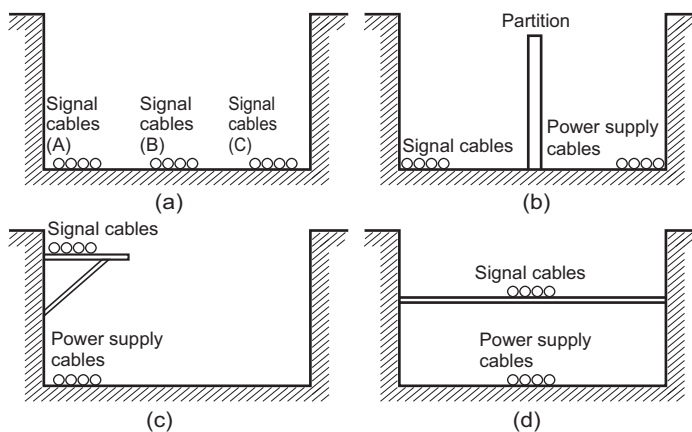 Signal
cables
(A)
Signal
cables
(B)
Signal
cables
(C)
(a)
Partition
Signal cables
Power supply
cables
(b)
Signal cables
Power supply
cables
(c)
Signal cables
Power supply
cables
(d)